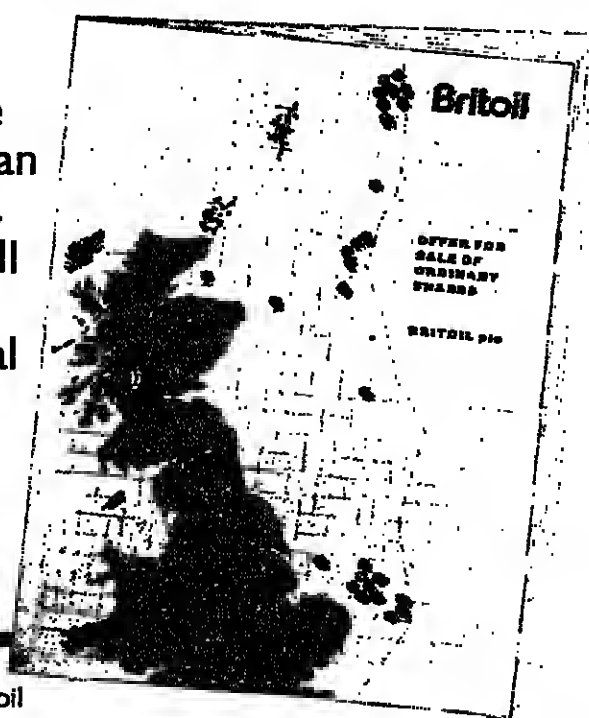 e
an
.
ll
al
Britoil
OFFER FOR
SALE OF
ORDINARY
SHARES
BRITOIL plc
oil